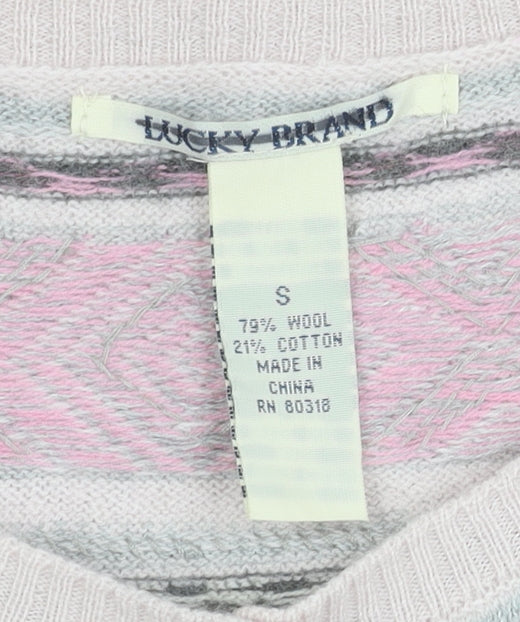 LUCKY BRAND
S
79% WOOL
21% COTTON
MADE IN
CHINA
RN 80318